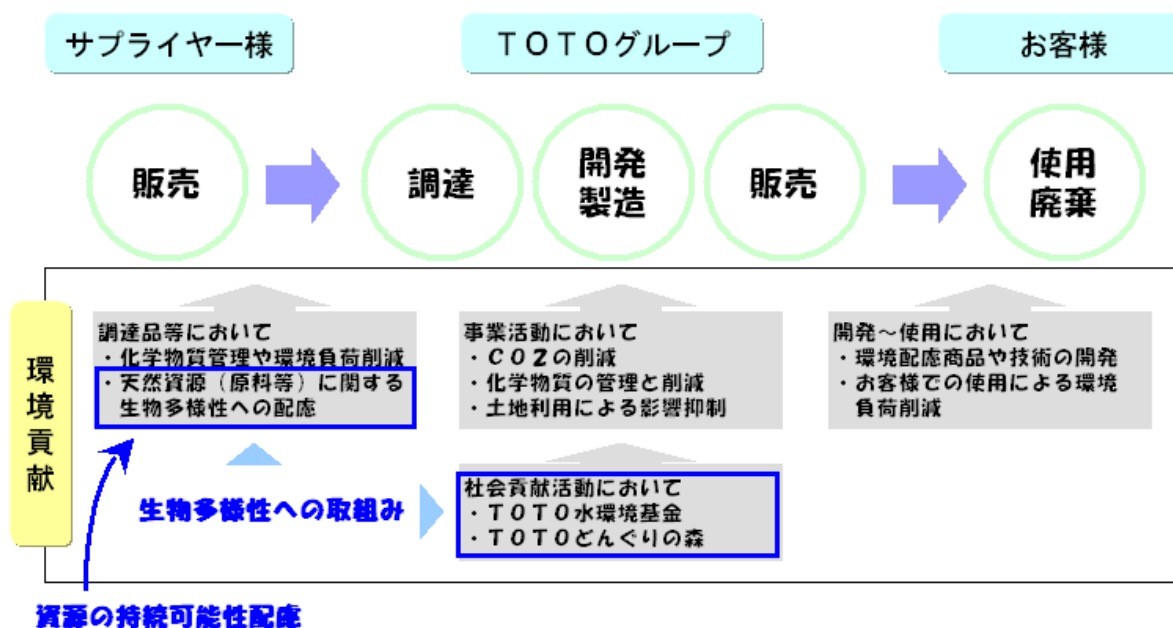 サプライヤー様
TOTOグループ
お客様
販売
調達
開発
製造
販売
使用
廃棄
環境貢献
調達品等において
・化学物質管理や環境負荷削減
・天然資源（原料等）に関する
生物多様性への配慮
事業活動において
・CO2の削減
・化学物質の管理と削減
・土地利用による影響抑制
開発～使用において
・環境配慮商品や技術の開発
・お客様での使用による環境
負荷削減
生物多様性への取組み
社会貢献活動において
・TOTO水環境基金
・TOTOどんぐりの森
資源の持続可能性配慮